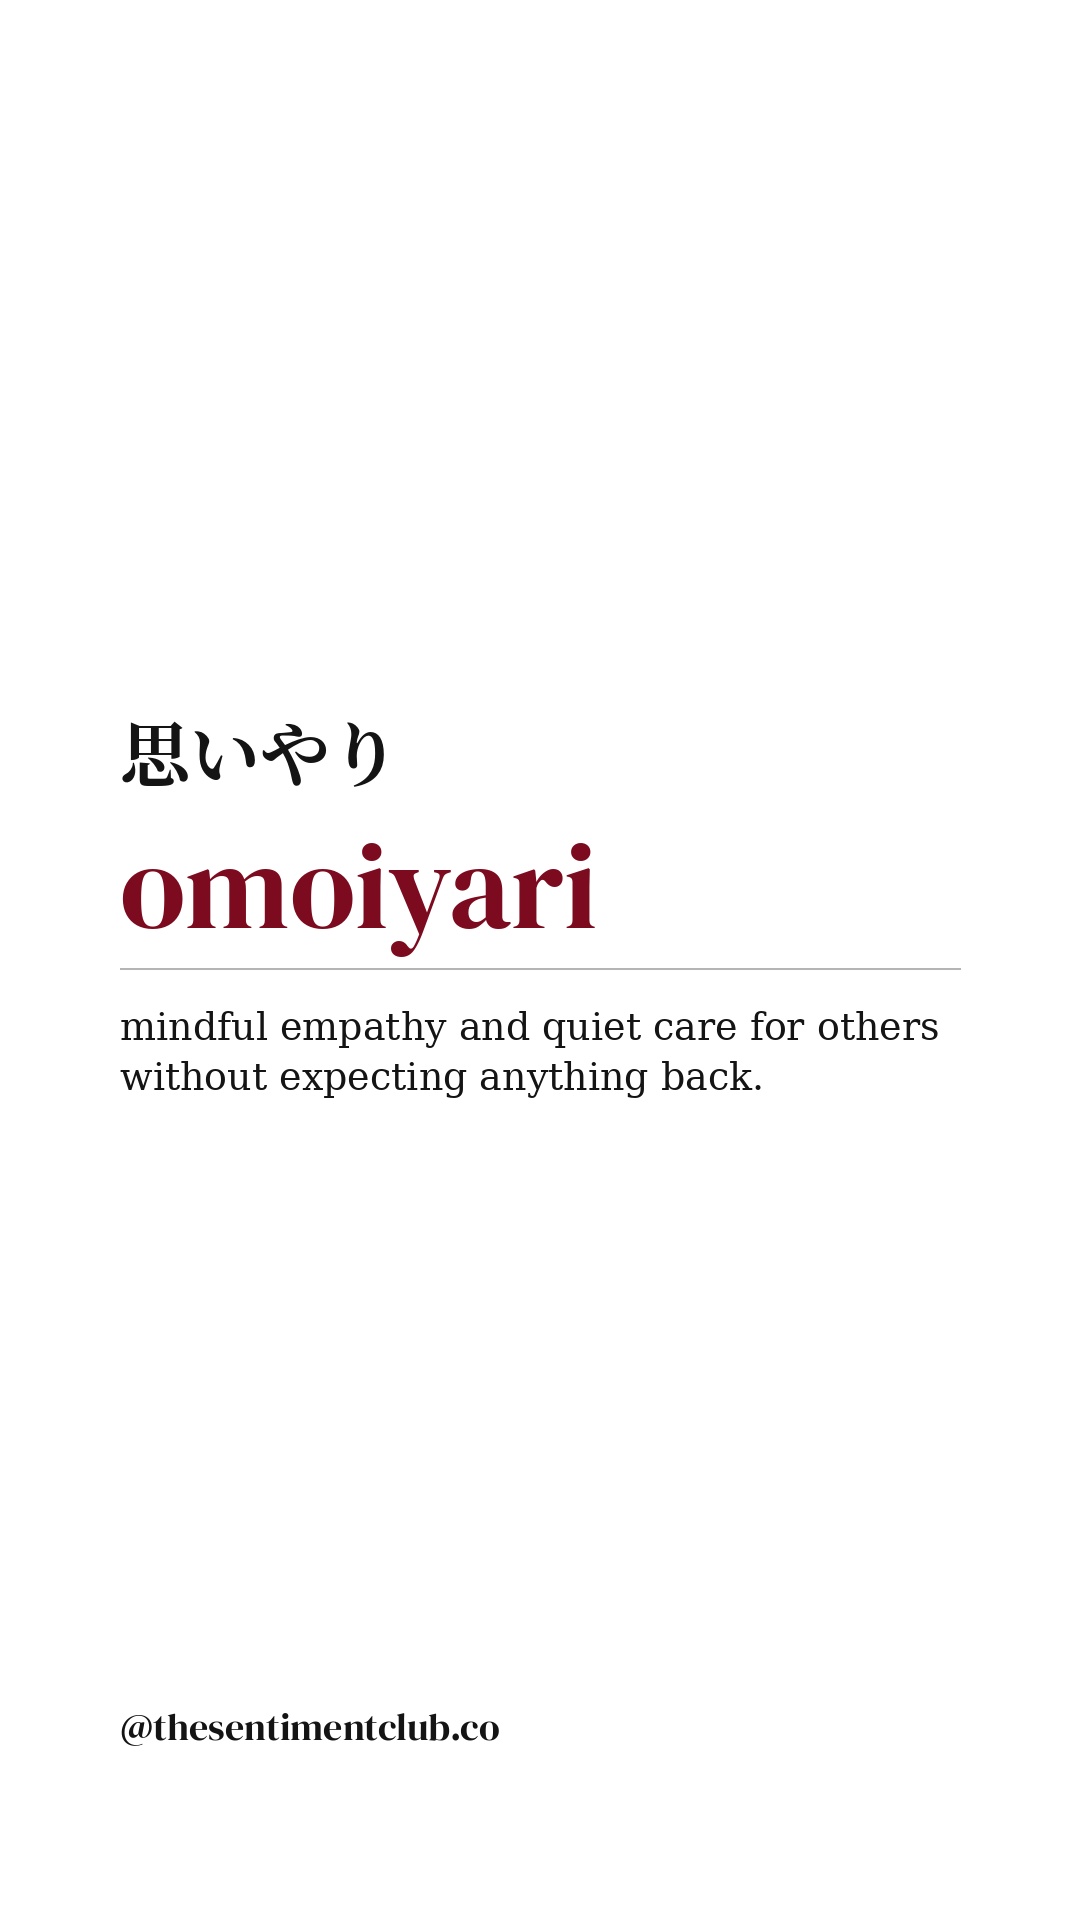 思いやり
omoiyari
mindful empathy and quiet care for others
without expecting anything back.
@thesentimentclub.co